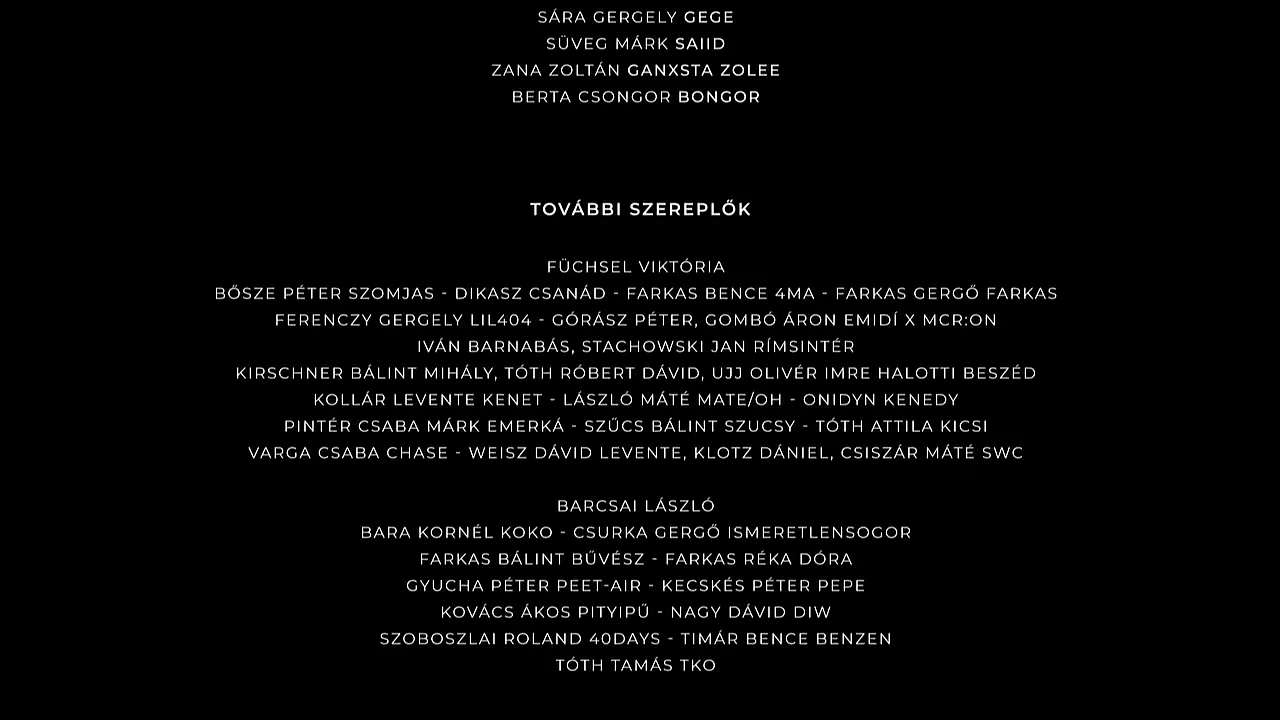 SÁRA GERGELY GEGE
SÜVEG MÁRK SAIID
ZANA ZOLTÁN GANXSTA ZOLEE
BERTA CSONGOR BONGOR
TOVÁBBI SZEREPLŐK
FÜCHSEL VIKTÓRIA
BŐSZE PÉTER SZOMJAS - DIKASZ CSANÁD - FARKAS BENCE 4MA - FARKAS GERGŐ FARKAS
FERENCZY GERGELY LIL404 - GÓRÁSZ PÉTER, GOMBÓ ÁRON EMIDÍ X MCR:ON
IVÁN BARNABÁS, STACHOWSKI JAN RÍMSINTÉR
KIRSCHNER BÁLINT MIHÁLY, TÓTH RÓBERT DÁVID, UJJ OLIVÉR IMRE HALOTTI BESZÉD
KOLLÁR LEVENTE KENET - LÁSZLÓ MÁTÉ MATE/OH - ONIDYN KENEDY
PINTÉR CSABA MÁRK EMERKÁ - SZŰCS BÁLINT SZUCSY - TÓTH ATTILA KICSI
VARGA CSABA CHASE - WEISZ DÁVID LEVENTE, KLOTZ DÁNIEL, CSISZÁR MÁTÉ SWC
BARCSAI LÁSZLÓ
BARA KORNÉL KOKO - CSURKA GERGŐ ISMERETLENSOGOR
FARKAS BÁLINT BŰVÉSZ - FARKAS RÉKA DÓRA
GYUCHA PÉTER PEET-AIR - KECSKÉS PÉTER PEPE
KOVÁCS ÁKOS PITYIPŰ - NAGY DÁVID DIW
SZOBOSZLAI ROLAND 40DAYS - TIMÁR BENCE BENZEN
TÓTH TAMÁS TKO